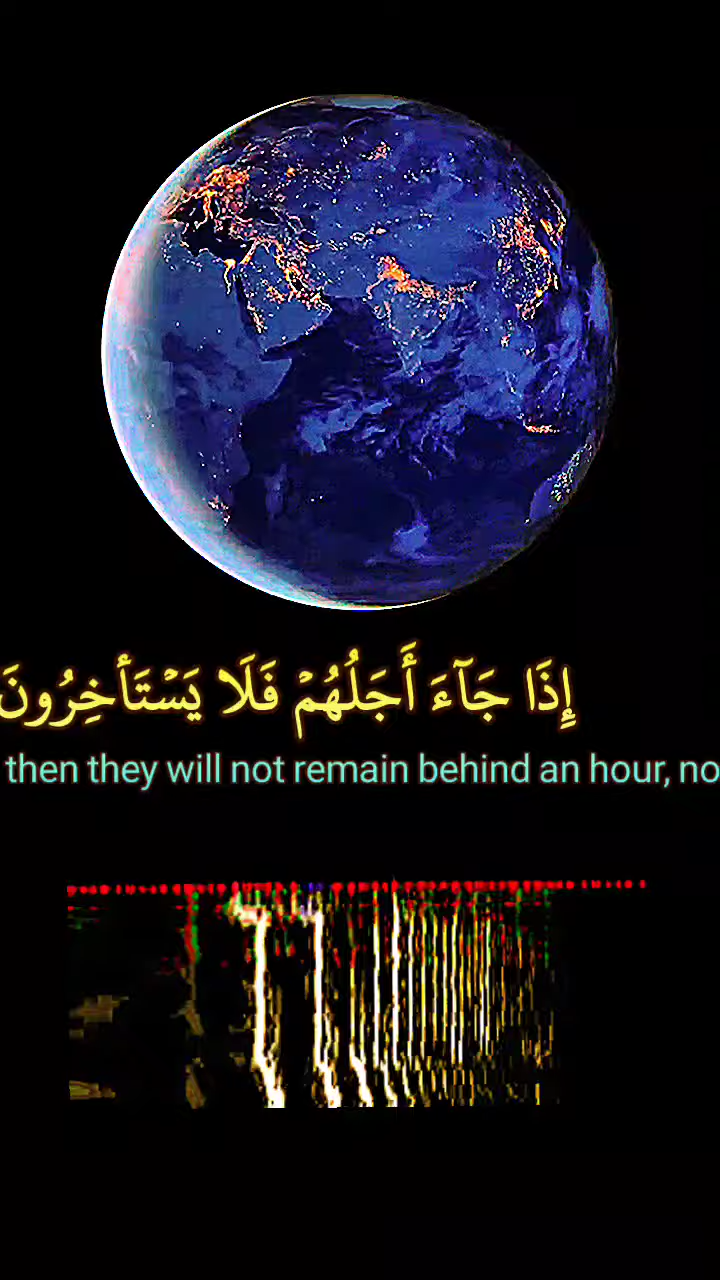 إِذَا جَآءَ أَجَلُهُمْ فَلَا يَسْتَأْخِرُونَ
then they will not remain behind an hour, no